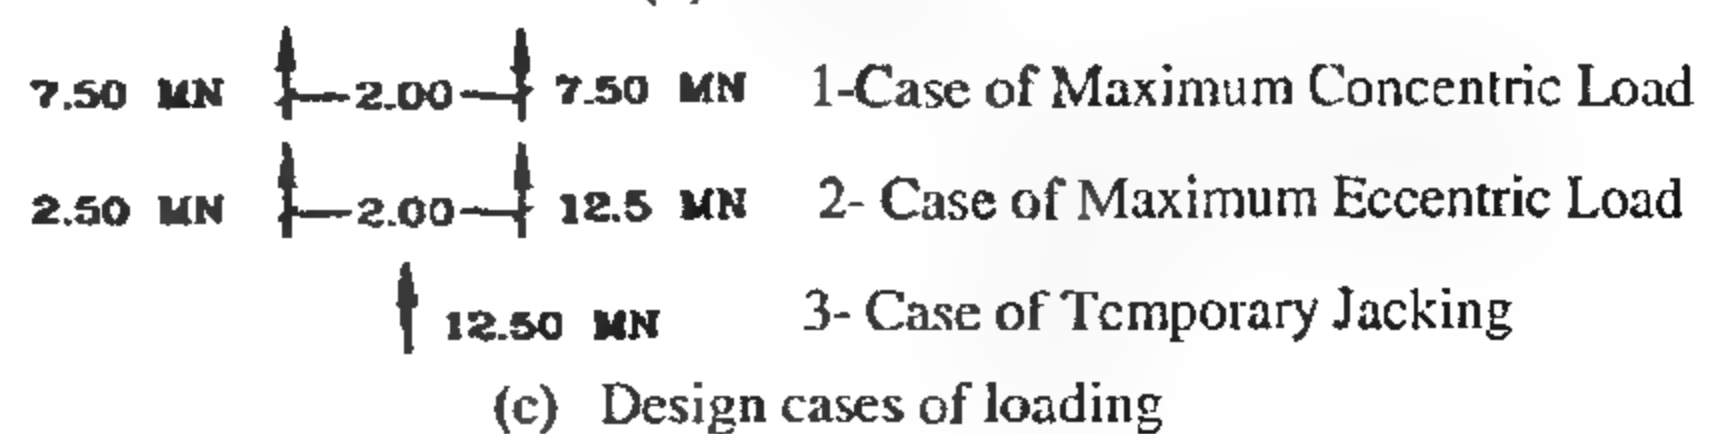 7.50 MN 2.00 7.50 MN 1-Case of Maximum Concentric Load
2.50 MN 2.00 12.5 MN 2- Case of Maximum Eccentric Load
12.50 MN 3- Case of Temporary Jacking
(c) Design cases of loading